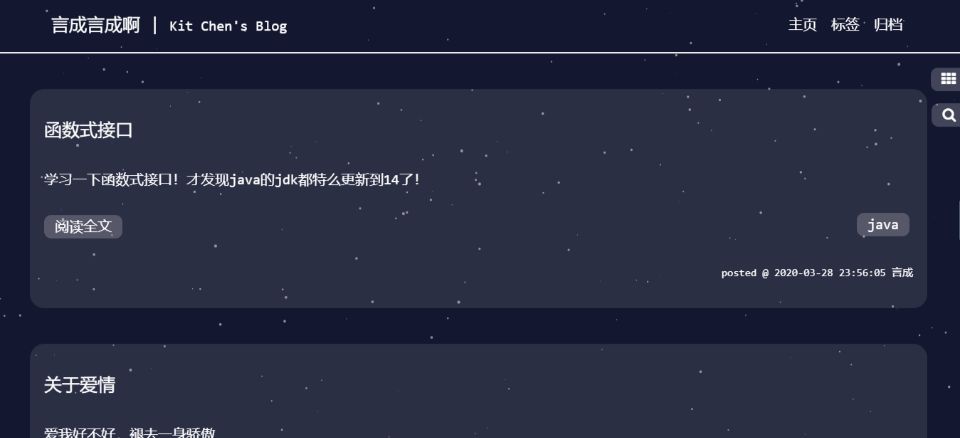 言成言成啊 | Kit Chen's Blog
主页 标签 归档
函数式接口
学习一下函数式接口！才发现java的jdk都特么更新到14了！
阅读全文
java
posted @ 2020-03-28 23:56:05 言成
关于爱情
爱我好不好，褪去一身骄傲